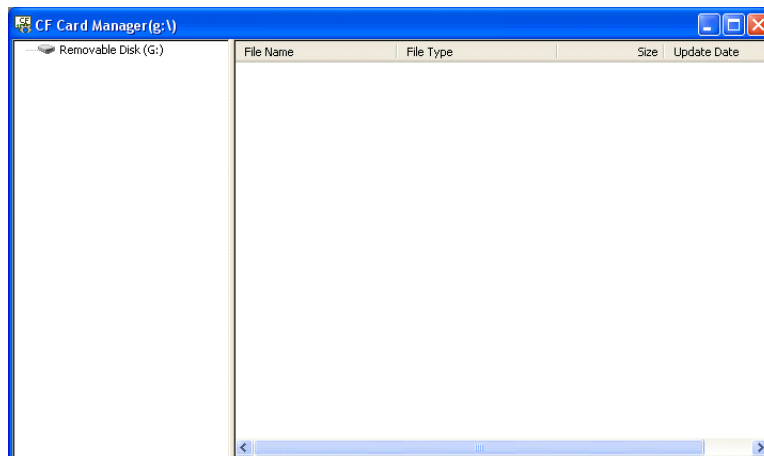 CF Card Manager(g:\)
Removable Disk (G:)
File Name File Type Size Update Date